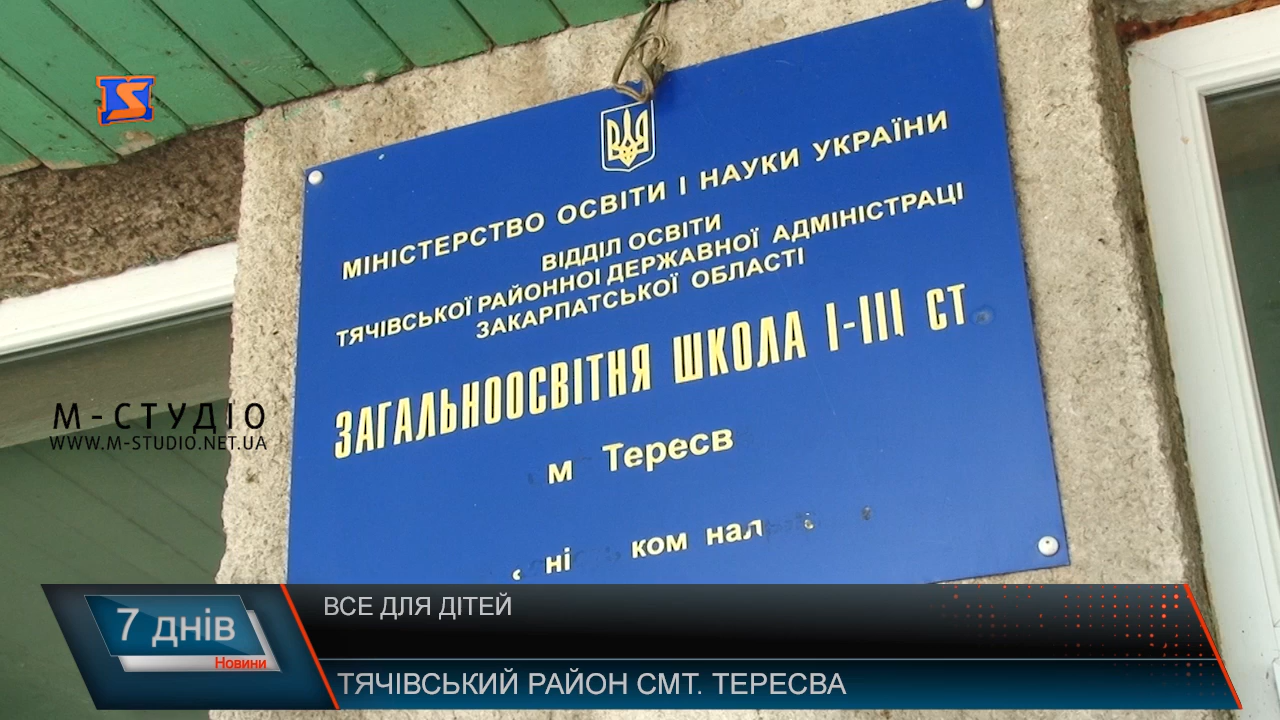 МІНІСТЕРСТВО ОСВІТИ І НАУКИ УКРАЇНИ
ВІДДІЛ ОСВІТИ
ТЯЧІВСЬКОЇ РАЙОННОЇ ДЕРЖАВНОЇ АДМІНІСТРАЦІ
ЗАКАРПАТСЬКОЇ ОБЛАСТІ
ЗАГАЛЬНООСВІТНЯ ШКОЛА І-ІІІ СТ
м Тересв
ні ком нал
М-СТУДІО
WWW.M-STUDIO.NET.UA
7 днів
Новини
ВСЕ ДЛЯ ДІТЕЙ
ТЯЧІВСЬКИЙ РАЙОН СМТ. ТЕРЕСВА